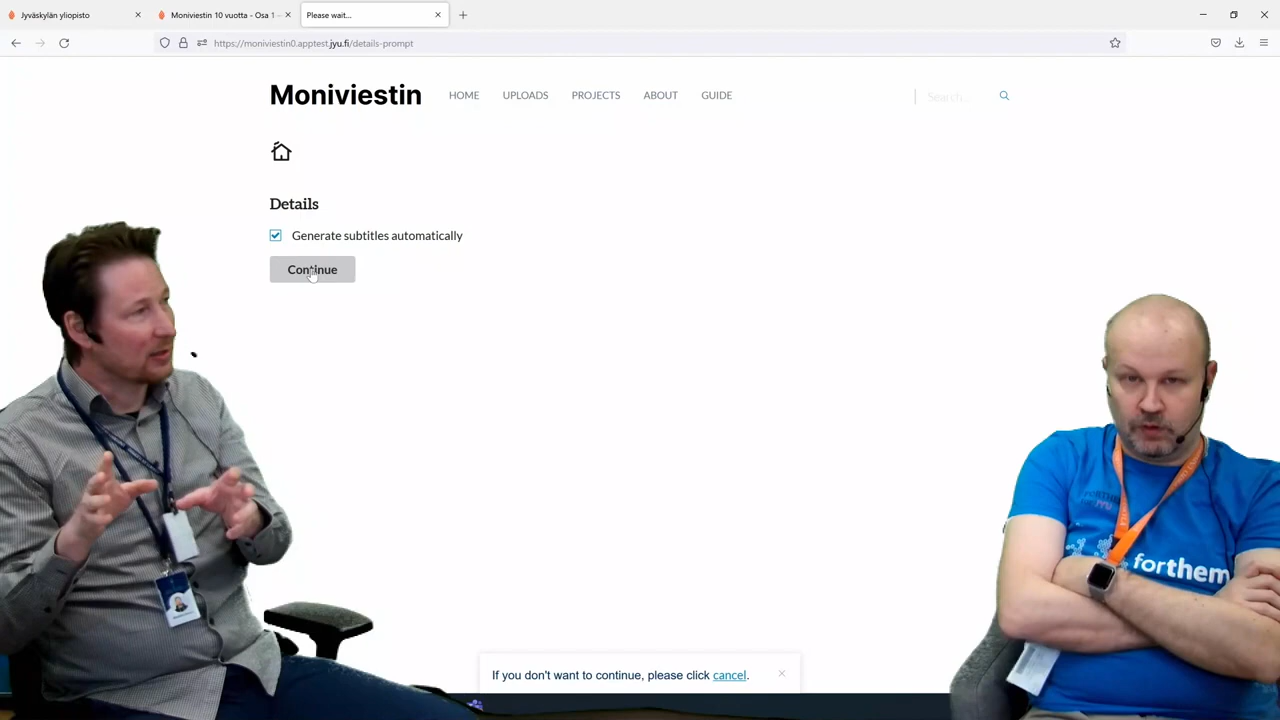 Jyväskylän yliopisto
Moniviestin 10 vuotta - Osa 1 –
Please wait...
https://moniviestin0.apptest.jyu.fi/details-prompt
Moniviestin
HOME
UPLOADS
PROJECTS
ABOUT
GUIDE
Search...
Details
Generate subtitles automatically
Continue
forthem
If you don't want to continue, please click cancel.